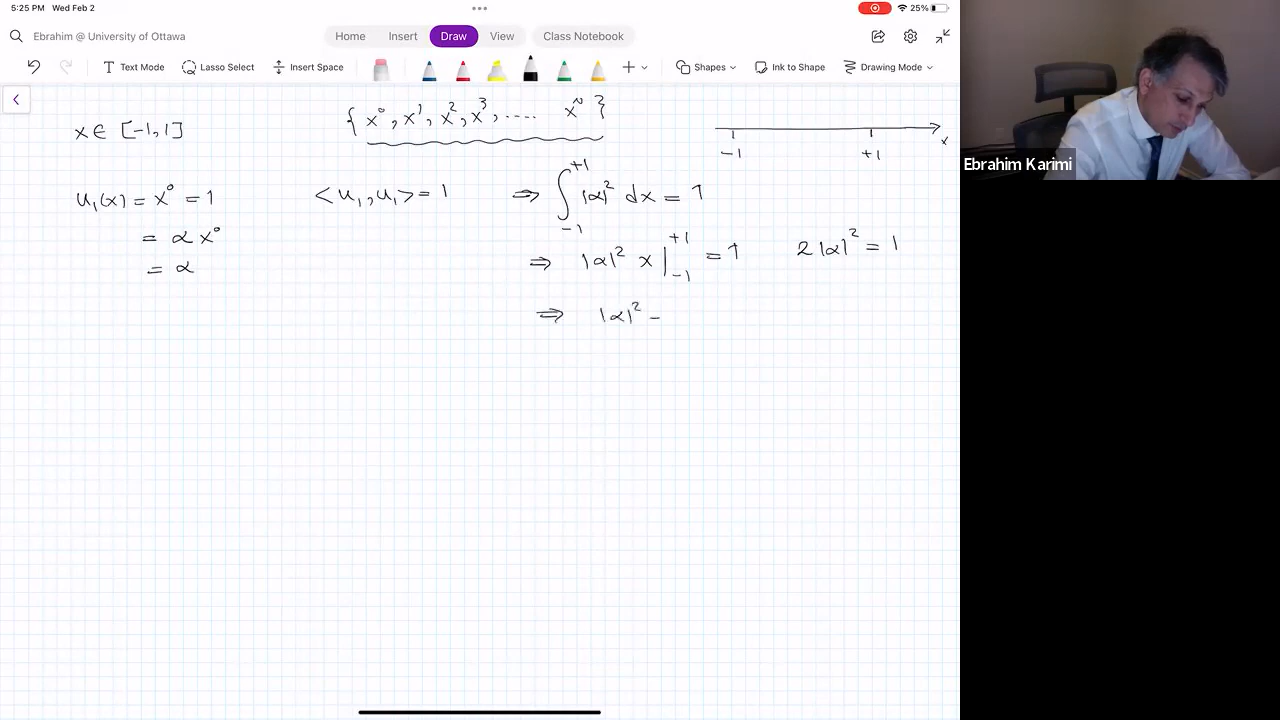 5:25 PM Wed Feb 2
25%
Ebrahim @ University of Ottawa
Home Insert Draw View Class Notebook
Text Mode Lasso Select Insert Space Shapes Ink to Shape Drawing Mode
x ∈ [-1, 1]
{ x⁰, x¹, x², x³, .... xⁿ }
-1 +1 x
u₁(x) = x⁰ = 1
<u₁, u₁> = 1 ⇒ ∫₋₁⁺¹ |α|² dx = 1
= α x⁰
= α
⇒ |α|² x |₋₁⁺¹ = 1
2 |α|² = 1
⇒ |α|² -
Ebrahim Karimi